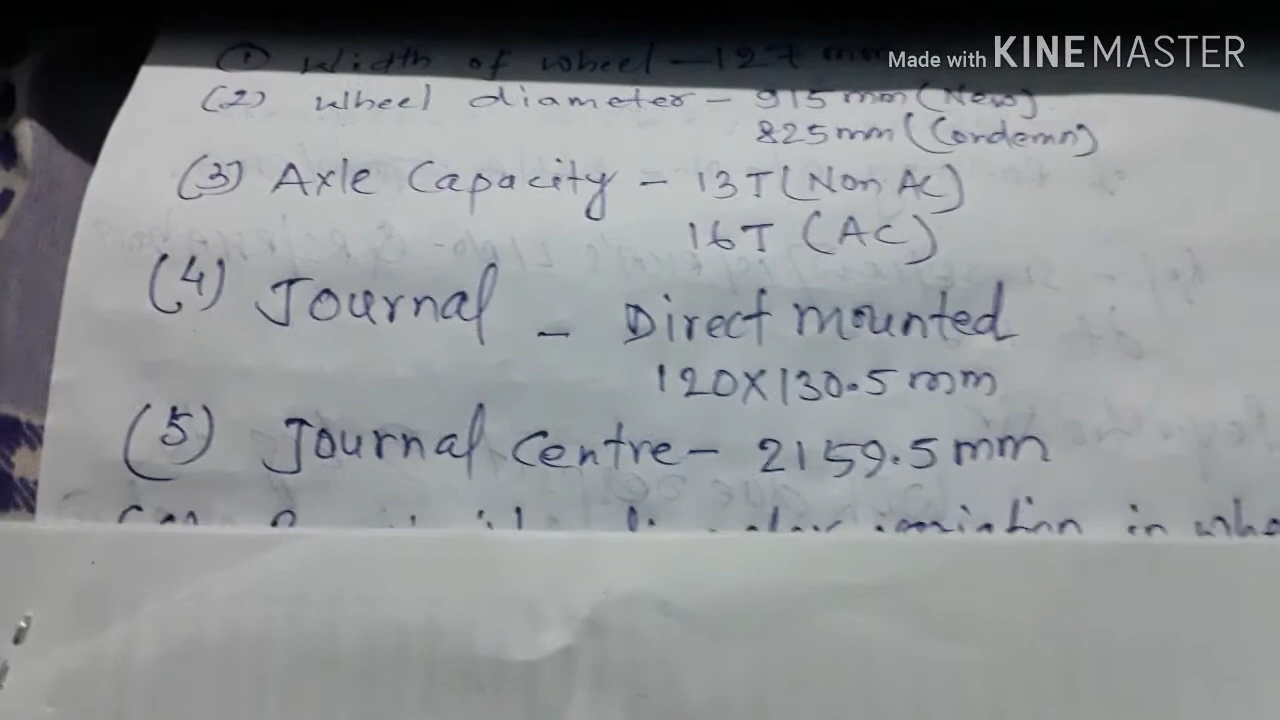 Made with KINEMASTER
① Width of wheel – 127 mm
(2) Wheel diameter – 915 mm (New)
825 mm (Condemn)
(3) Axle Capacity – 13T (Non AC)
16T (AC)
(4) Journal – Direct mounted
120X130.5 mm
(5) Journal Centre – 2159.5 mm
in